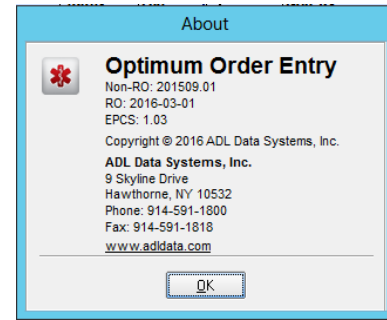 About
Optimum Order Entry
Non-RO: 201509.01
RO: 2016-03-01
EPCS: 1.03
Copyright © 2016 ADL Data Systems, Inc.
ADL Data Systems, Inc.
9 Skyline Drive
Hawthorne, NY 10532
Phone: 914-591-1800
Fax: 914-591-1818
www.adldata.com
OK